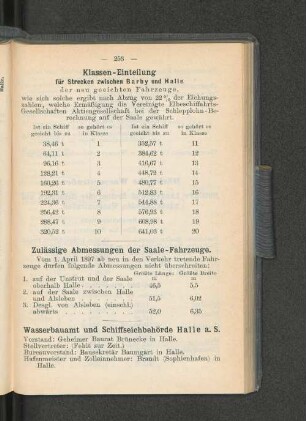 — 256 —
Klassen-Einteilung
für Strecken zwischen Barby und Halle
der neu geeichten Fahrzeuge,
wie sich solche ergibt nach Abzug von 22 %, der Eichungs-
zahlen, welche Ermäßigung die Vereinigte Elbeschiffahrts-
Gesellschaften Aktiengesellschaft bei der Schlepplohn-Be-
rechnung auf der Saale gewährt.
Ist ein Schiff so gehört es Ist ein Schiff so gehört es
geeicht bis zu in Klasse geeicht bis zu in Klasse
1 352,57 t 11
64,11 t 2 384,62 t 12
96,16 t 3 416,67 t 13
128,21 t 4 448,72 t 14
160,26 t 5 480,77 t 15
192,31 t 6 512,83 t 16
224,36 t 7 544,88 t 17
256,42 t 8 576,93 t 18
288,47 t 9 608,98 t 19
320,52 t 10 641,03 t 20
Zulässige Abmessungen der Saale-Fahrzeuge.
Vom 1. April 1897 ab neu in den Verkehr tretende Fahr-
zeuge dürfen folgende Abmessungen nicht überschreiten:
Größte Länge: Größte Breite:
1. auf der Unstrut und der Saale
oberhalb Halle 46,5 5,5
2. auf der Saale zwischen Halle
und Alsleben 51,5 6,02
3. Desgl. von Alsleben (einschl.)
abwärts 52,0 6,35
Wasserbauamt und Schiffseichbehörde Halle a. S.
Vorstand: Geheimer Baurat Brünecke in Halle.
Stellvertreter: (Fehlt zur Zeit.)
Bureauvorstand: Bausekretär Baumgart in Halle.
Hafenmeister und Zolleinnehmer: Brandt (Sophienhafen) in
Halle.